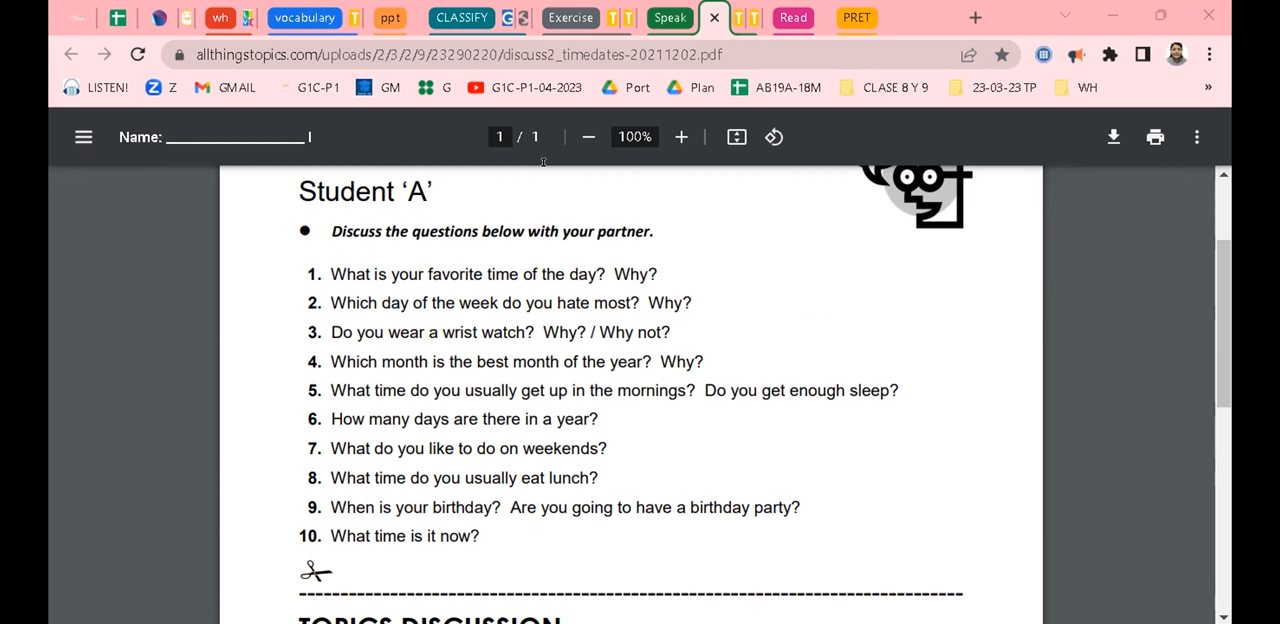 wh
vocabulary
T
ppt
CLASSIFY
G
Exercise
T
T
Speak
T
T
Read
PRET
allthingstopics.com/uploads/2/3/2/9/23290220/discuss2_timedates-20211202.pdf
LISTEN!
Z
GMAIL
G1C-P1
GM
G
G1C-P1-04-2023
Port
Plan
AB19A-18M
CLASE 8 Y 9
23-03-23 TP
WH
»
Name: ________________ I
1 / 1
100%
Student ‘A’
● Discuss the questions below with your partner.
1. What is your favorite time of the day? Why?
2. Which day of the week do you hate most? Why?
3. Do you wear a wrist watch? Why? / Why not?
4. Which month is the best month of the year? Why?
5. What time do you usually get up in the mornings? Do you get enough sleep?
6. How many days are there in a year?
7. What do you like to do on weekends?
8. What time do you usually eat lunch?
9. When is your birthday? Are you going to have a birthday party?
10. What time is it now?
TOPICS DISCUSSION